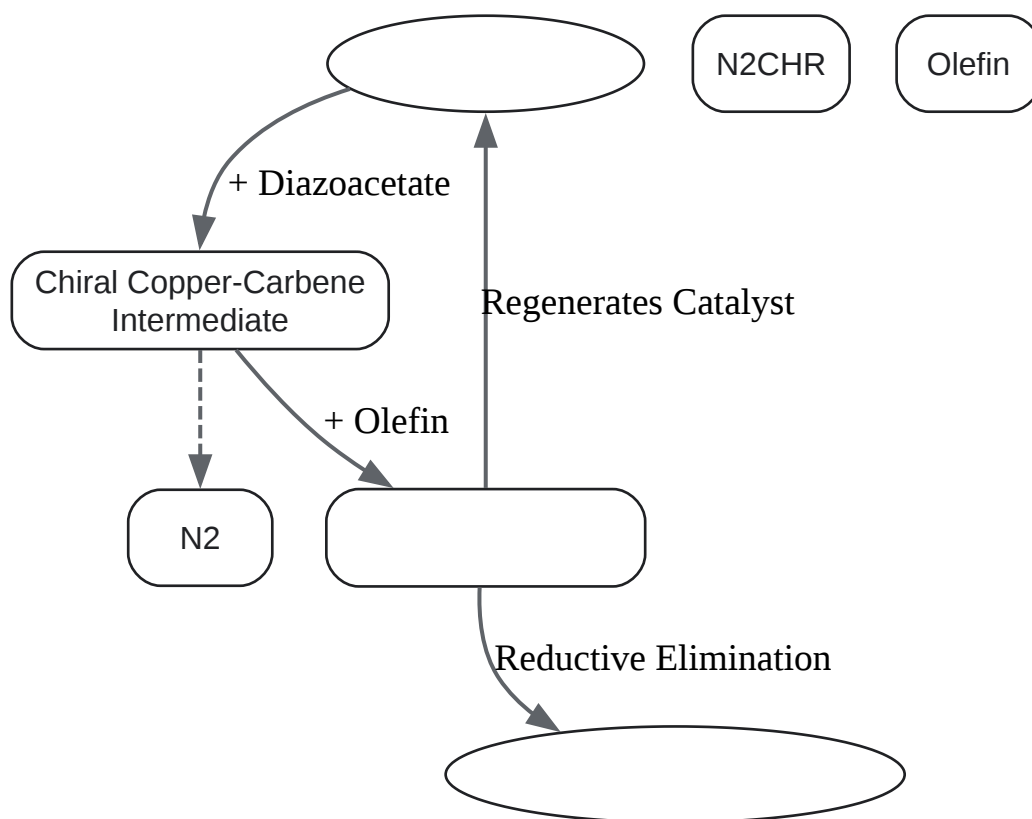 N2CHR
Olefin
+ Diazoacetate
Chiral Copper-Carbene
Intermediate
Regenerates Catalyst
+ Olefin
N2
Reductive Elimination